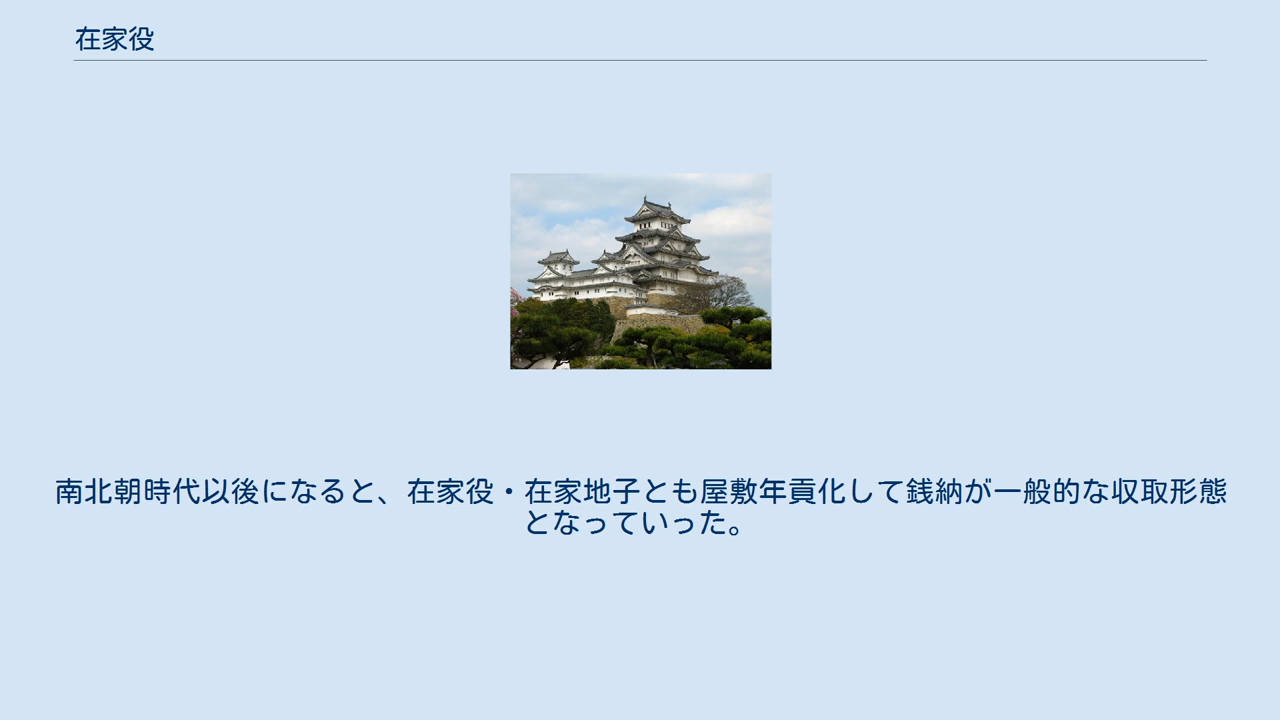 在家役
南北朝時代以後になると、在家役・在家地子とも屋敷年貢化して銭納が一般的な収取形態
となっていった。